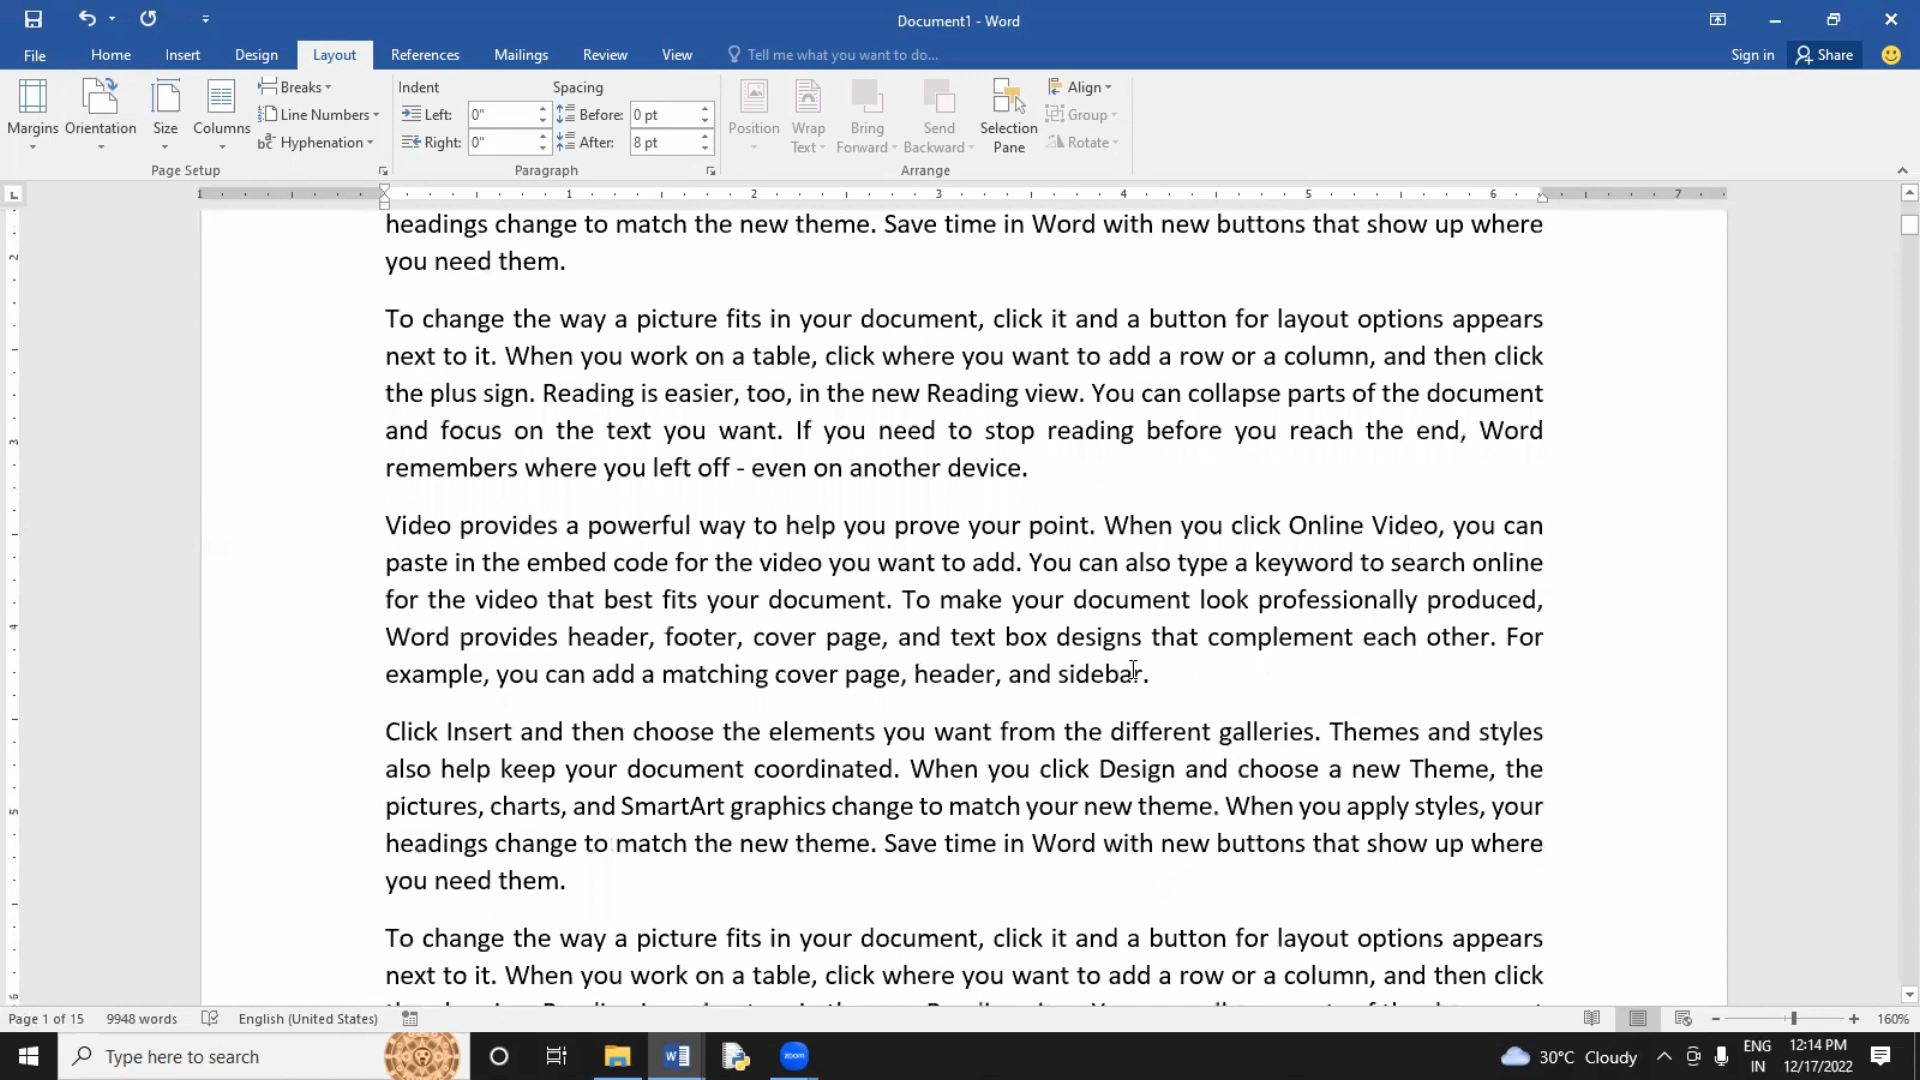 Document1 - Word
File Home Insert Design Layout References Mailings Review View Tell me what you want to do... Sign in Share
Margins Orientation Size Columns Breaks Line Numbers Hyphenation
Page Setup
Indent Spacing
Left: 0" Before: 0 pt
Right: 0" After: 8 pt
Paragraph
Position Wrap Text Bring Forward Send Backward Selection Pane Align Group Rotate
Arrange
1 1 2 3 4 5 6 7
2
3
4
5
6
headings change to match the new theme. Save time in Word with new buttons that show up where
you need them.
To change the way a picture fits in your document, click it and a button for layout options appears
next to it. When you work on a table, click where you want to add a row or a column, and then click
the plus sign. Reading is easier, too, in the new Reading view. You can collapse parts of the document
and focus on the text you want. If you need to stop reading before you reach the end, Word
remembers where you left off - even on another device.
Video provides a powerful way to help you prove your point. When you click Online Video, you can
paste in the embed code for the video you want to add. You can also type a keyword to search online
for the video that best fits your document. To make your document look professionally produced,
Word provides header, footer, cover page, and text box designs that complement each other. For
example, you can add a matching cover page, header, and sidebar.
Click Insert and then choose the elements you want from the different galleries. Themes and styles
also help keep your document coordinated. When you click Design and choose a new Theme, the
pictures, charts, and SmartArt graphics change to match your new theme. When you apply styles, your
headings change to match the new theme. Save time in Word with new buttons that show up where
you need them.
To change the way a picture fits in your document, click it and a button for layout options appears
next to it. When you work on a table, click where you want to add a row or a column, and then click
Page 1 of 15 9948 words English (United States) 160%
Type here to search zoom 30°C Cloudy ENG IN 12:14 PM 12/17/2022